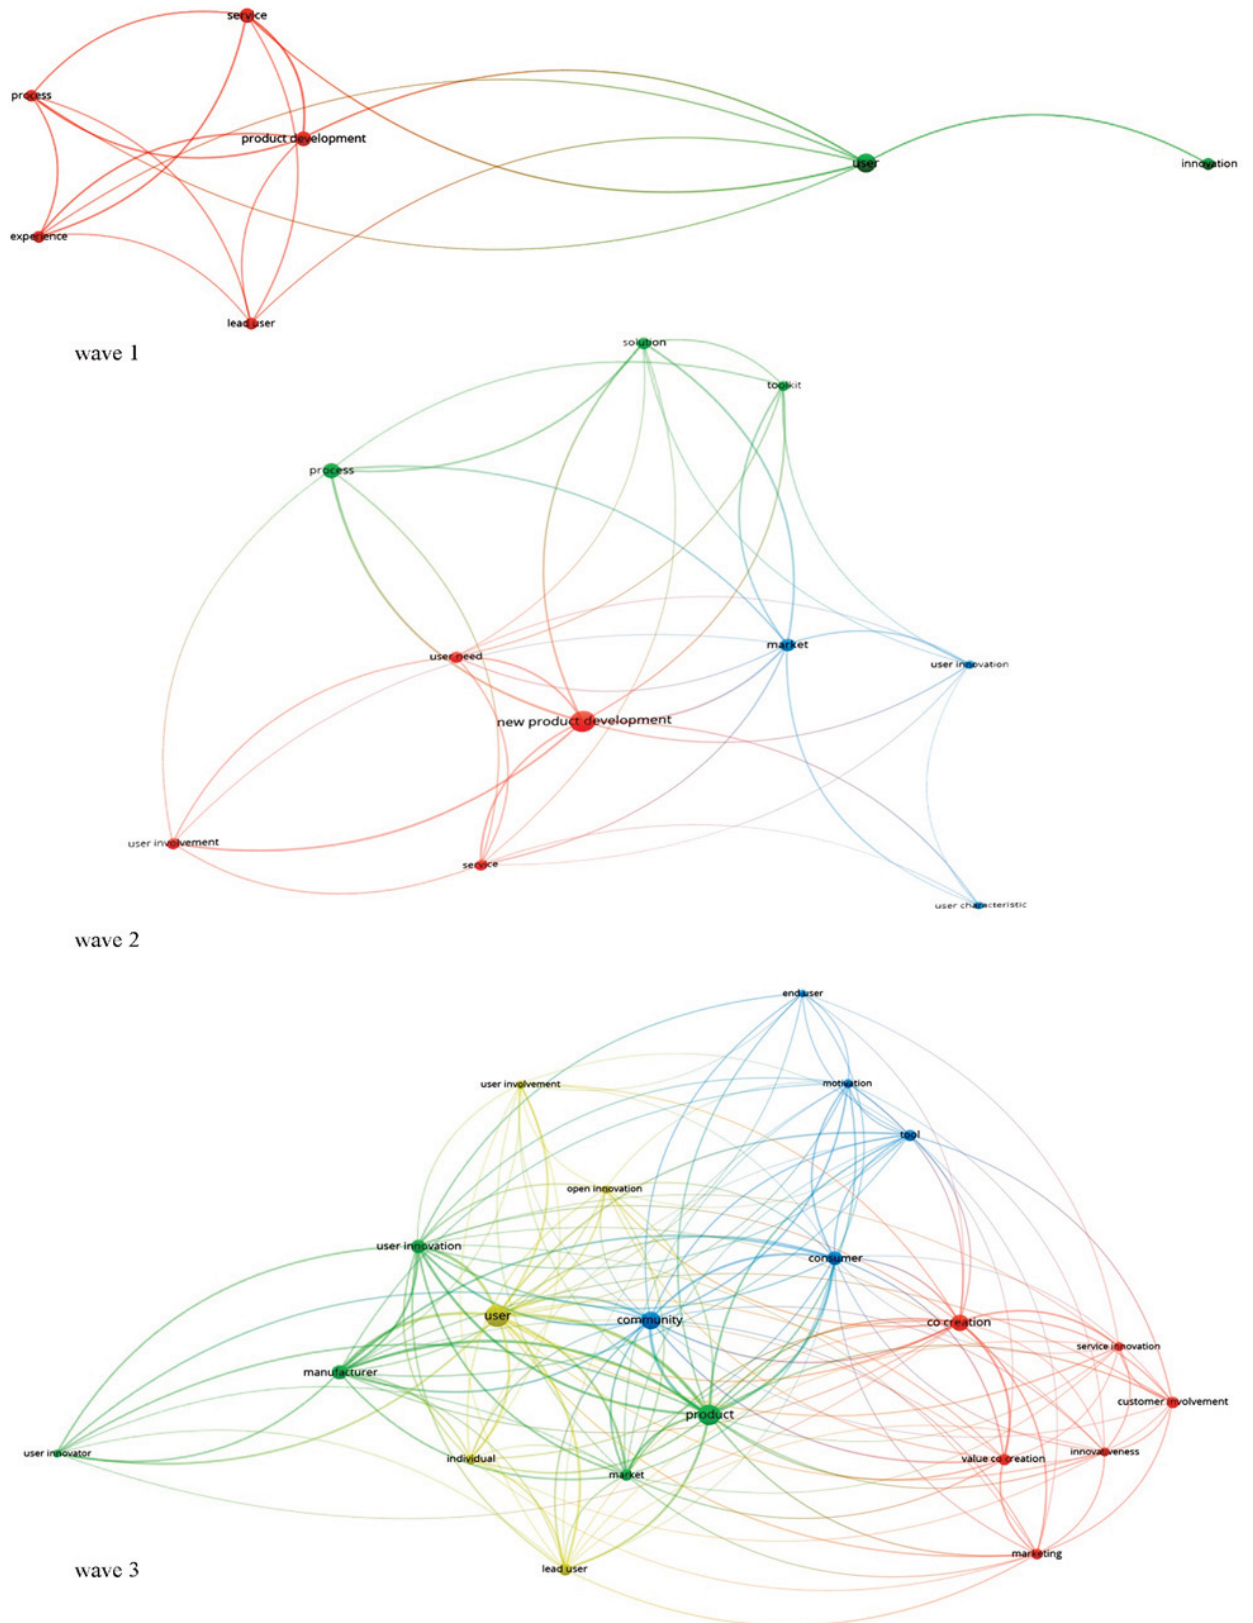 service
process
product development
user
innovation
experience
lead user
wave 1
solution
toolkit
process
market
user need
user innovation
new product development
user involvement
service
user characteristic
wave 2
end user
user involvement
motivation
tool
open innovation
user innovation
consumer
user
community
co creation
service innovation
manufacturer
customer involvement
product
user innovator
individual
market
value co creation
innovativeness
marketing
lead user
wave 3